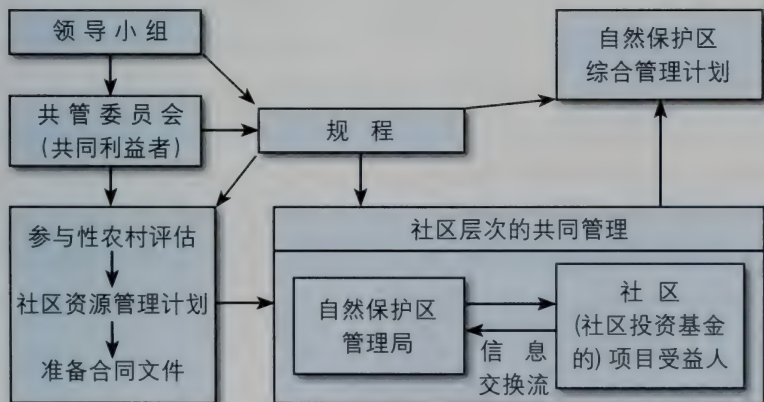 领导小组
自然保护区
综合管理计划
共管委员会
(共同利益者)
规程
参与性农村评估
社区资源管理计划
准备合同文件
社区层次的共同管理
自然保护区
管理局
信息
交换流
社区
(社区投资基金
的)项目受益人